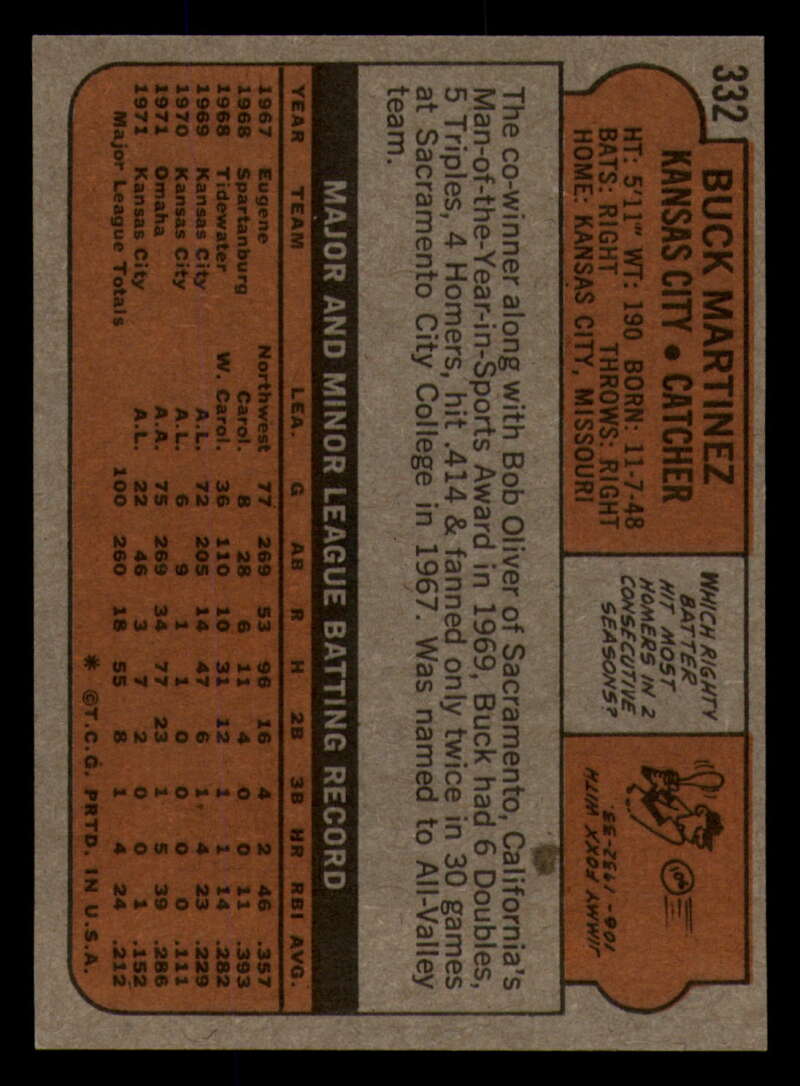 332
BUCK MARTINEZ
KANSAS CITY • CATCHER
HT: 5'11" WT: 190 BORN: 11-7-48
BATS: RIGHT THROWS: RIGHT
HOME: KANSAS CITY, MISSOURI
WHICH RIGHTY
BATTER
HIT MOST
HOMERS IN 2
CONSECUTIVE
SEASONS?
106
JIMMY FOXX WITH
106 - 1932-33.
The co-winner along with Bob Oliver of Sacramento, California's
Man-of-the-Year-in-Sports Award in 1969, Buck had 6 Doubles,
5 Triples, 4 Homers, hit .414 & fanned only twice in 30 games
at Sacramento City College in 1967. Was named to All-Valley
team.
MAJOR AND MINOR LEAGUE BATTING RECORD
YEAR TEAM LEA. G AB R H 2B 3B HR RBI AVG.
1967 Eugene Northwest 77 269 53 96 16 4 2 46 .357
1968 Spartanburg Carol. 8 28 6 11 4 0 0 11 .393
1968 Tidewater W. Carol. 36 110 10 31 12 1 1 14 .282
1969 Kansas City A.L. 72 205 14 47 6 1 4 23 .229
1970 Kansas City A.L. 6 9 1 1 0 0 0 0 .111
1971 Omaha A.A. 75 269 34 77 23 1 5 39 .286
1971 Kansas City A.L. 22 46 3 7 2 0 0 1 .152
Major League Totals 100 260 18 55 8 1 4 24 .212
* ©T.C.G. PRTD. IN U.S.A.